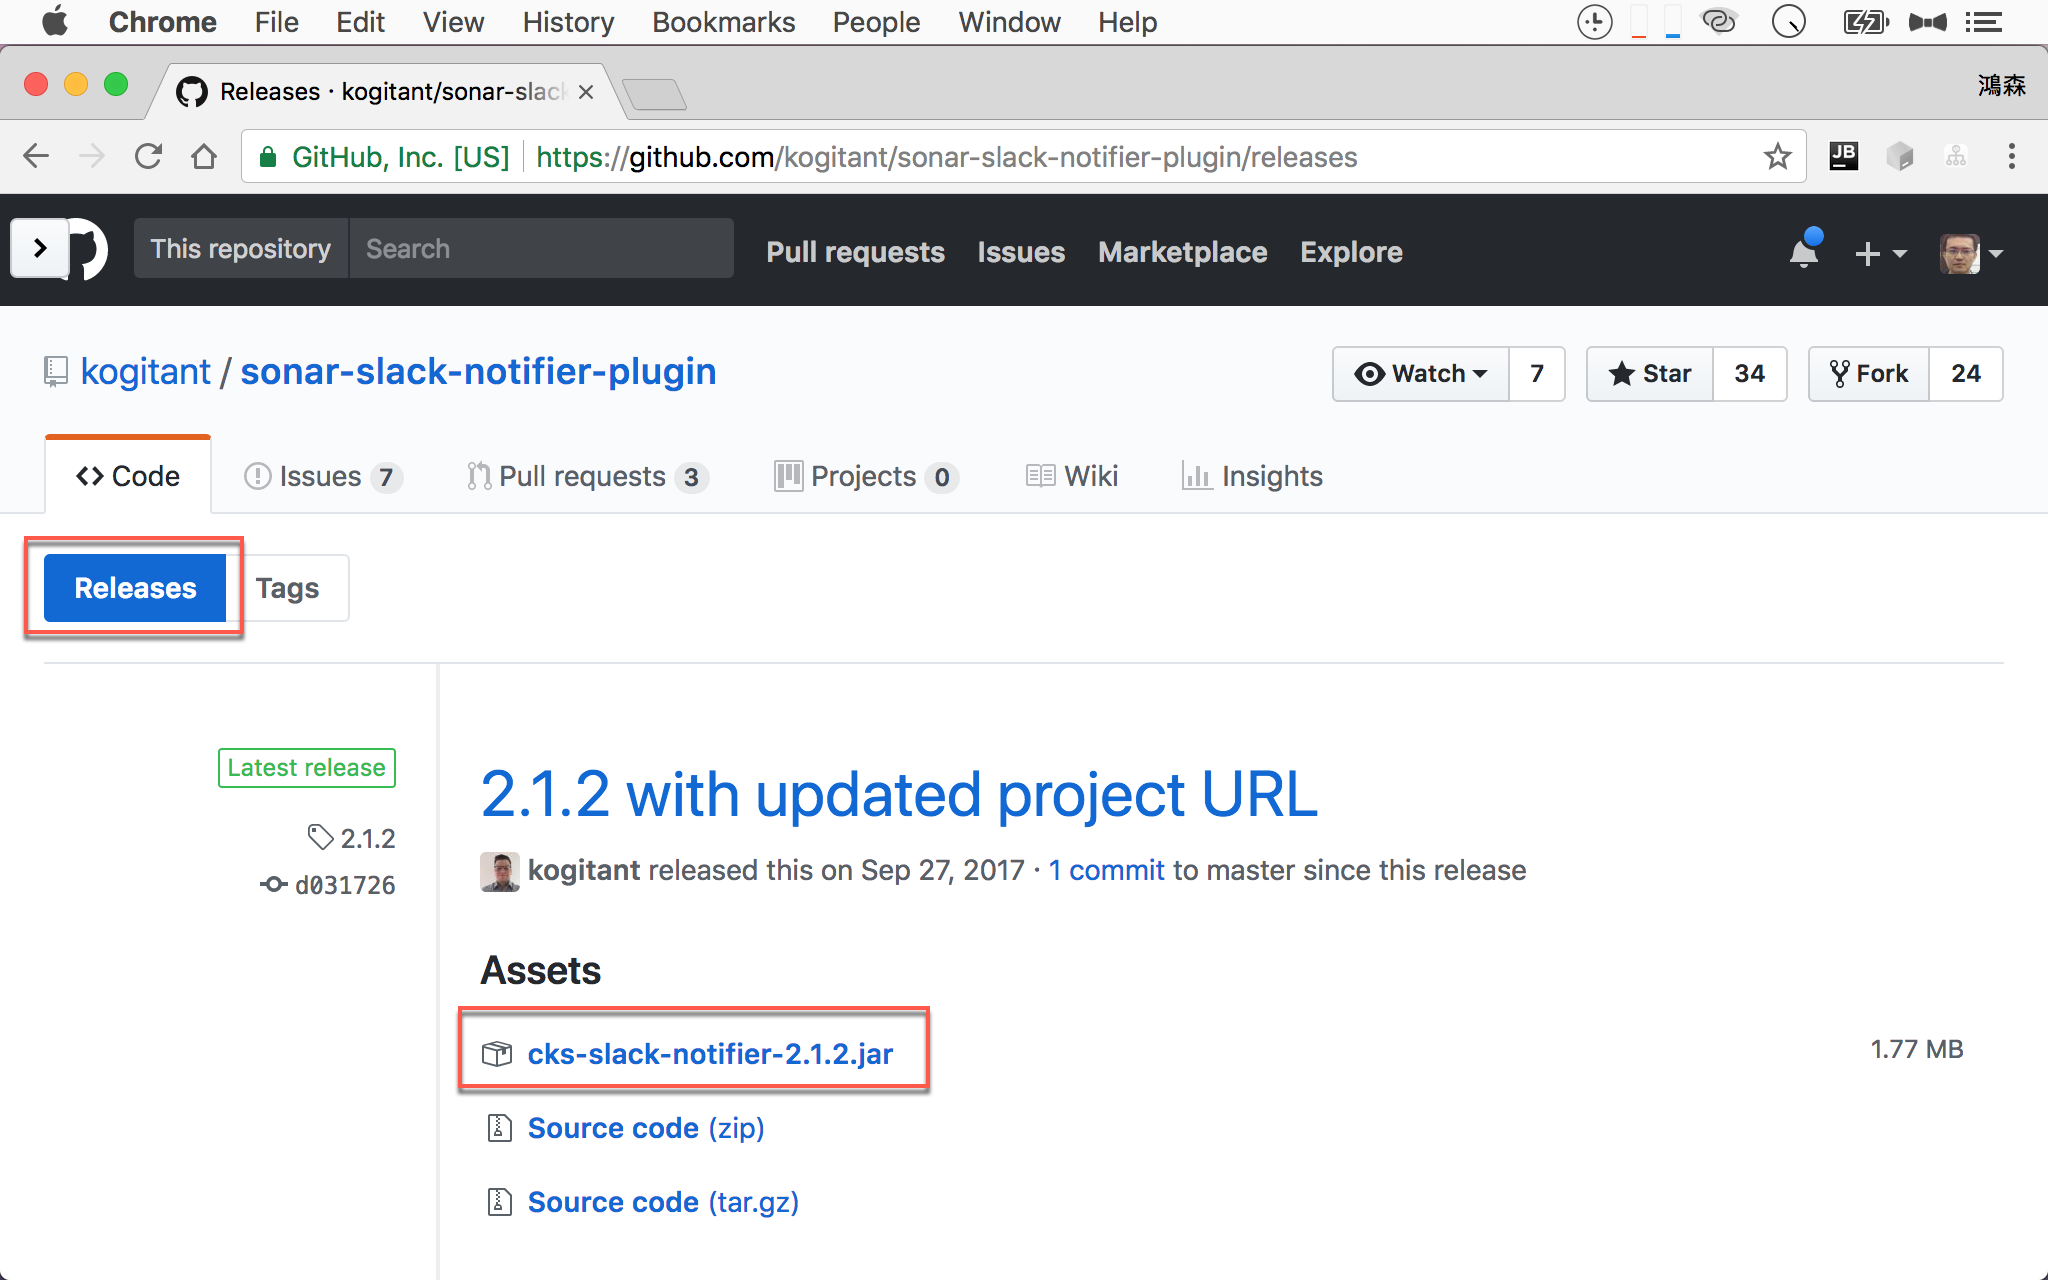 Chrome File Edit View History Bookmarks People Window Help
Releases · kogitant/sonar-slack
鴻森
GitHub, Inc. [US] https://github.com/kogitant/sonar-slack-notifier-plugin/releases
JB
This repository Search Pull requests Issues Marketplace Explore
kogitant / sonar-slack-notifier-plugin
Watch 7 Star 34 Fork 24
Code Issues 7 Pull requests 3 Projects 0 Wiki Insights
Releases Tags
Latest release
2.1.2
d031726
2.1.2 with updated project URL
kogitant released this on Sep 27, 2017 · 1 commit to master since this release
Assets
cks-slack-notifier-2.1.2.jar 1.77 MB
Source code (zip)
Source code (tar.gz)